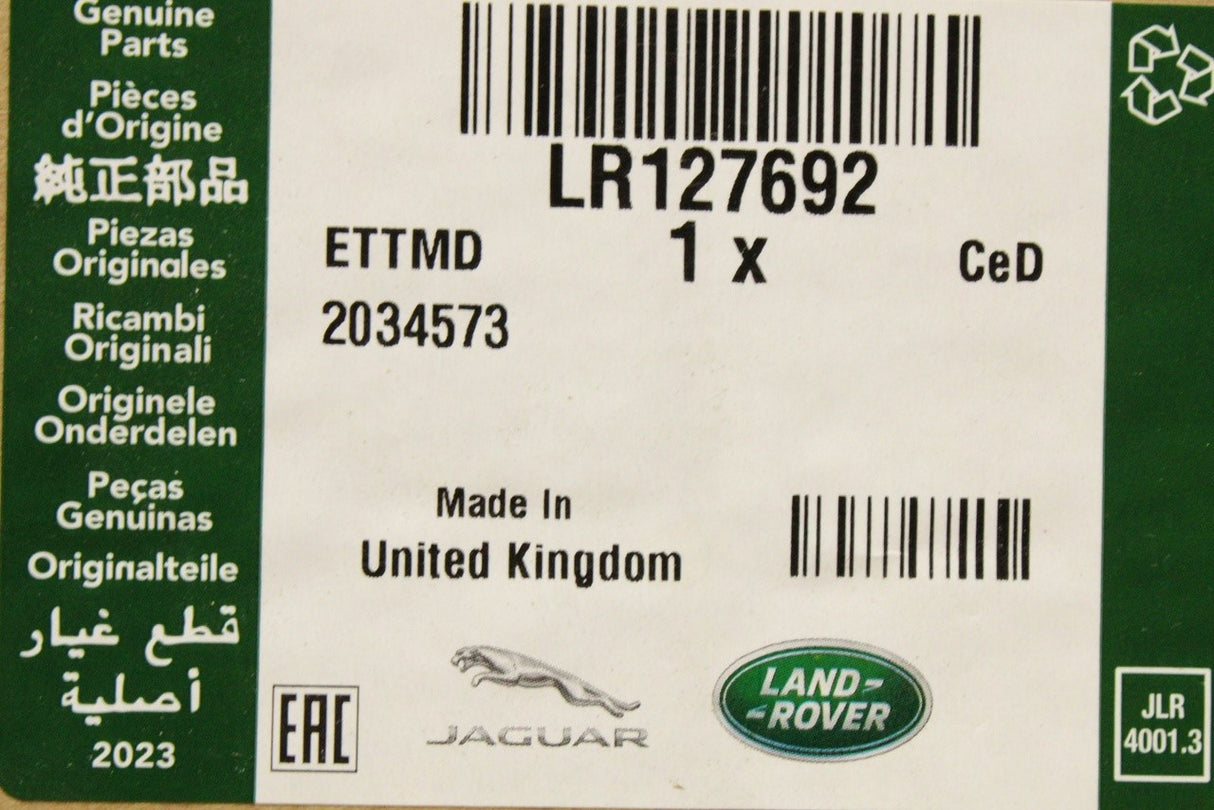 Genuine
Parts
Pièces
d'Origine
純正部品
Piezas
Originales
Ricambi
Originali
Originele
Onderdelen
Peças
Genuinas
Originalteile
قطع غيار
أصلية
2023
LR127692
ETTMD
1 x
CeD
2034573
Made In
United Kingdom
EAC
JAGUAR
LAND-
-ROVER
JLR
4001.3